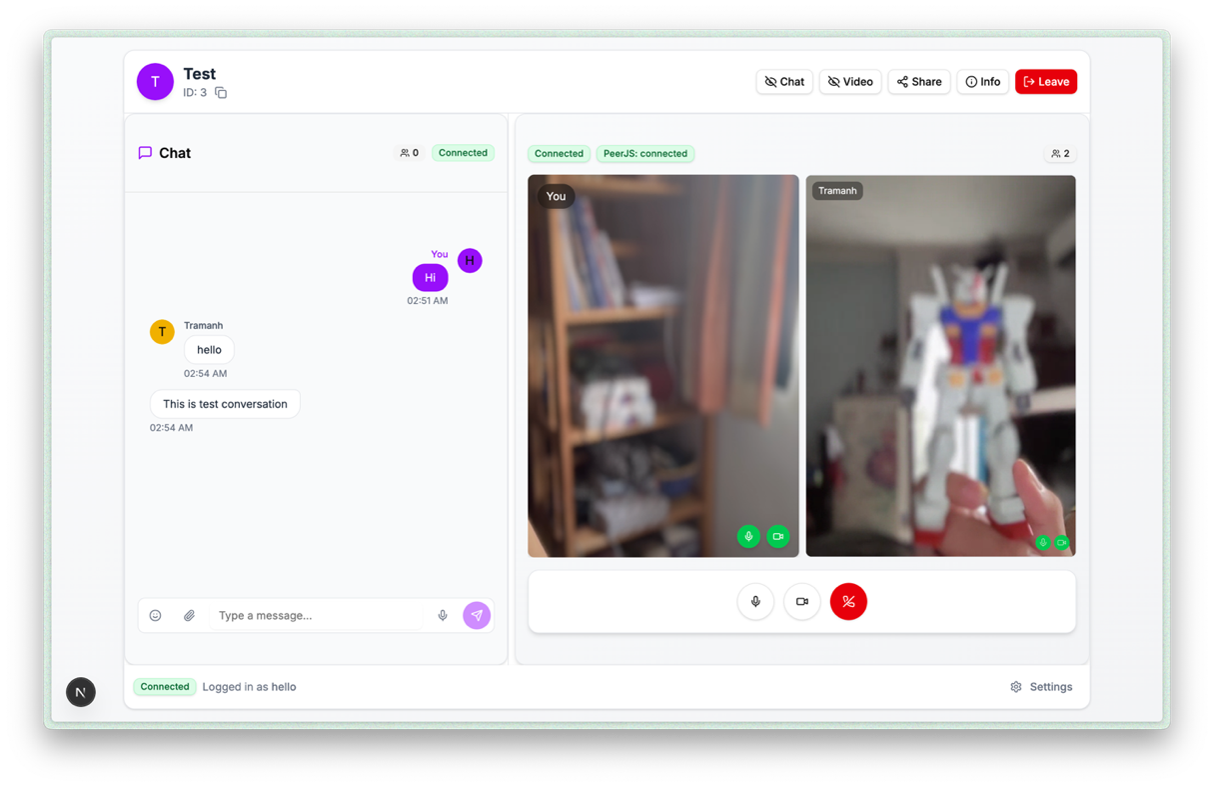 T
Test
ID: 3
Chat
Video
Share
Info
Leave
Chat
0
Connected
You
H
Hi
02:51 AM
T
Tramanh
hello
02:54 AM
This is test conversation
02:54 AM
Type a message...
Connected
PeerJS: connected
2
You
Tramanh
Connected
Logged in as hello
Settings
N